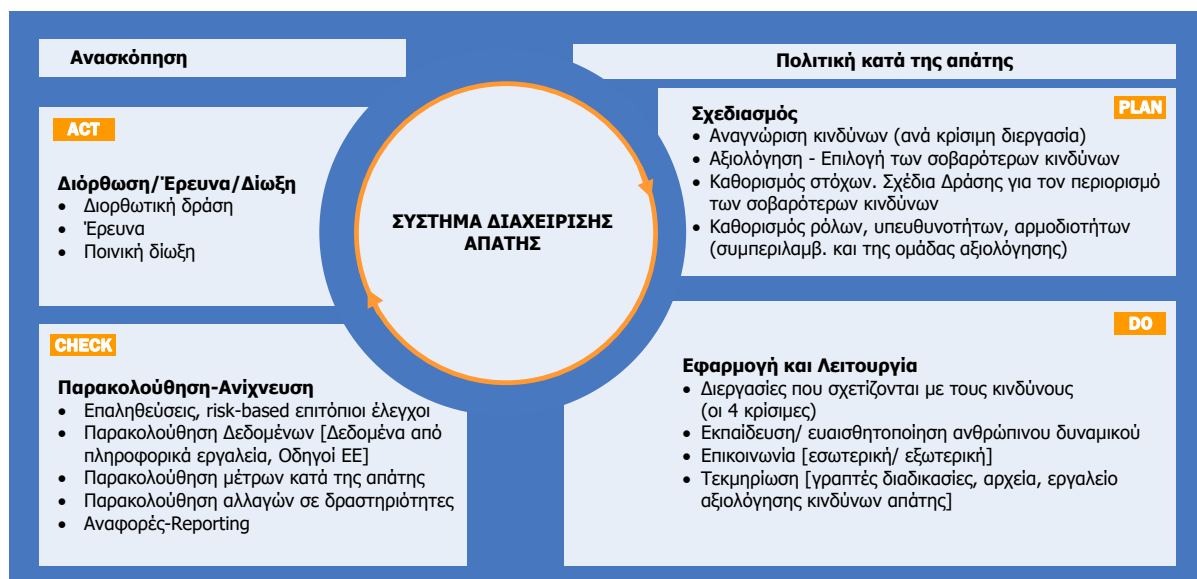 Ανασκόπηση
Πολιτική κατά της απάτης
ACT
Διόρθωση/Έρευνα/Δίωξη
• Διορθωτική δράση
• Έρευνα
• Ποινική δίωξη
PLAN
Σχεδιασμός
• Αναγνώριση κινδύνων (ανά κρίσιμη διεργασία)
• Αξιολόγηση - Επιλογή των σοβαρότερων κινδύνων
• Καθορισμός στόχων. Σχέδια Δράσης για τον περιορισμό
των σοβαρότερων κινδύνων
• Καθορισμός ρόλων, υπευθυνοτήτων, αρμοδιοτήτων
(συμπεριλαμβ. και της ομάδας αξιολόγησης)
ΣΥΣΤΗΜΑ ΔΙΑΧΕΙΡΙΣΗΣ
ΑΠΑΤΗΣ
CHECK
Παρακολούθηση-Ανίχνευση
• Επαληθεύσεις, risk-based επιτόπιοι έλεγχοι
• Παρακολούθηση Δεδομένων [Δεδομένα από
πληροφορικά εργαλεία, Οδηγοί ΕΕ]
• Παρακολούθηση μέτρων κατά της απάτης
• Παρακολούθηση αλλαγών σε δραστηριότητες
• Αναφορές-Reporting
DO
Εφαρμογή και Λειτουργία
• Διεργασίες που σχετίζονται με τους κινδύνους
(οι 4 κρίσιμες)
• Εκπαίδευση/ ευαισθητοποίηση ανθρώπινου δυναμικού
• Επικοινωνία [εσωτερική/ εξωτερική]
• Τεκμηρίωση [γραπτές διαδικασίες, αρχεία, εργαλείο
αξιολόγησης κινδύνων απάτης]